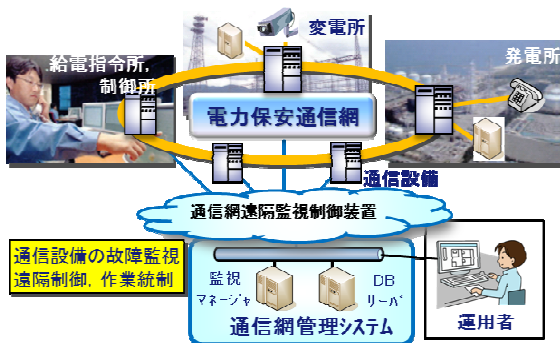 変電所
発電所
給電指令所,
制御所
電力保安通信網
通信設備
通信網遠隔監視制御装置
通信設備の故障監視
遠隔制御, 作業統制
監視
マネージャ
DB
サーバ
通信網管理システム
運用者